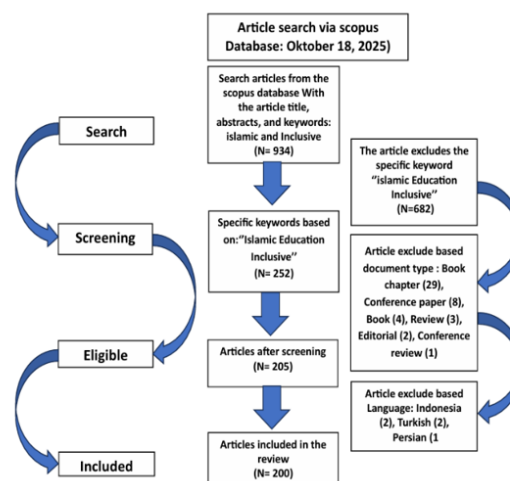 Article search via scopus
Database: Oktober 18, 2025)
Search articles from the
scopus database With
the article title,
abstracts, and keywords:
islamic and Inclusive
(N= 934)
Search
The article excludes the
specific keyword
"islamic Education
Inclusive"
(N=682)
Screening
Specific keywords based
on:"Islamic Education
Inclusive"
(N= 252)
Article exclude based
document type : Book
chapter (29),
Conference paper (8),
Book (4), Review (3),
Editorial (2), Conference
review (1)
Eligible
Articles after screening
(N= 205)
Article exclude based
Language: Indonesia
(2), Turkish (2),
Persian (1
Included
Articles included in the
review
(N = 200)